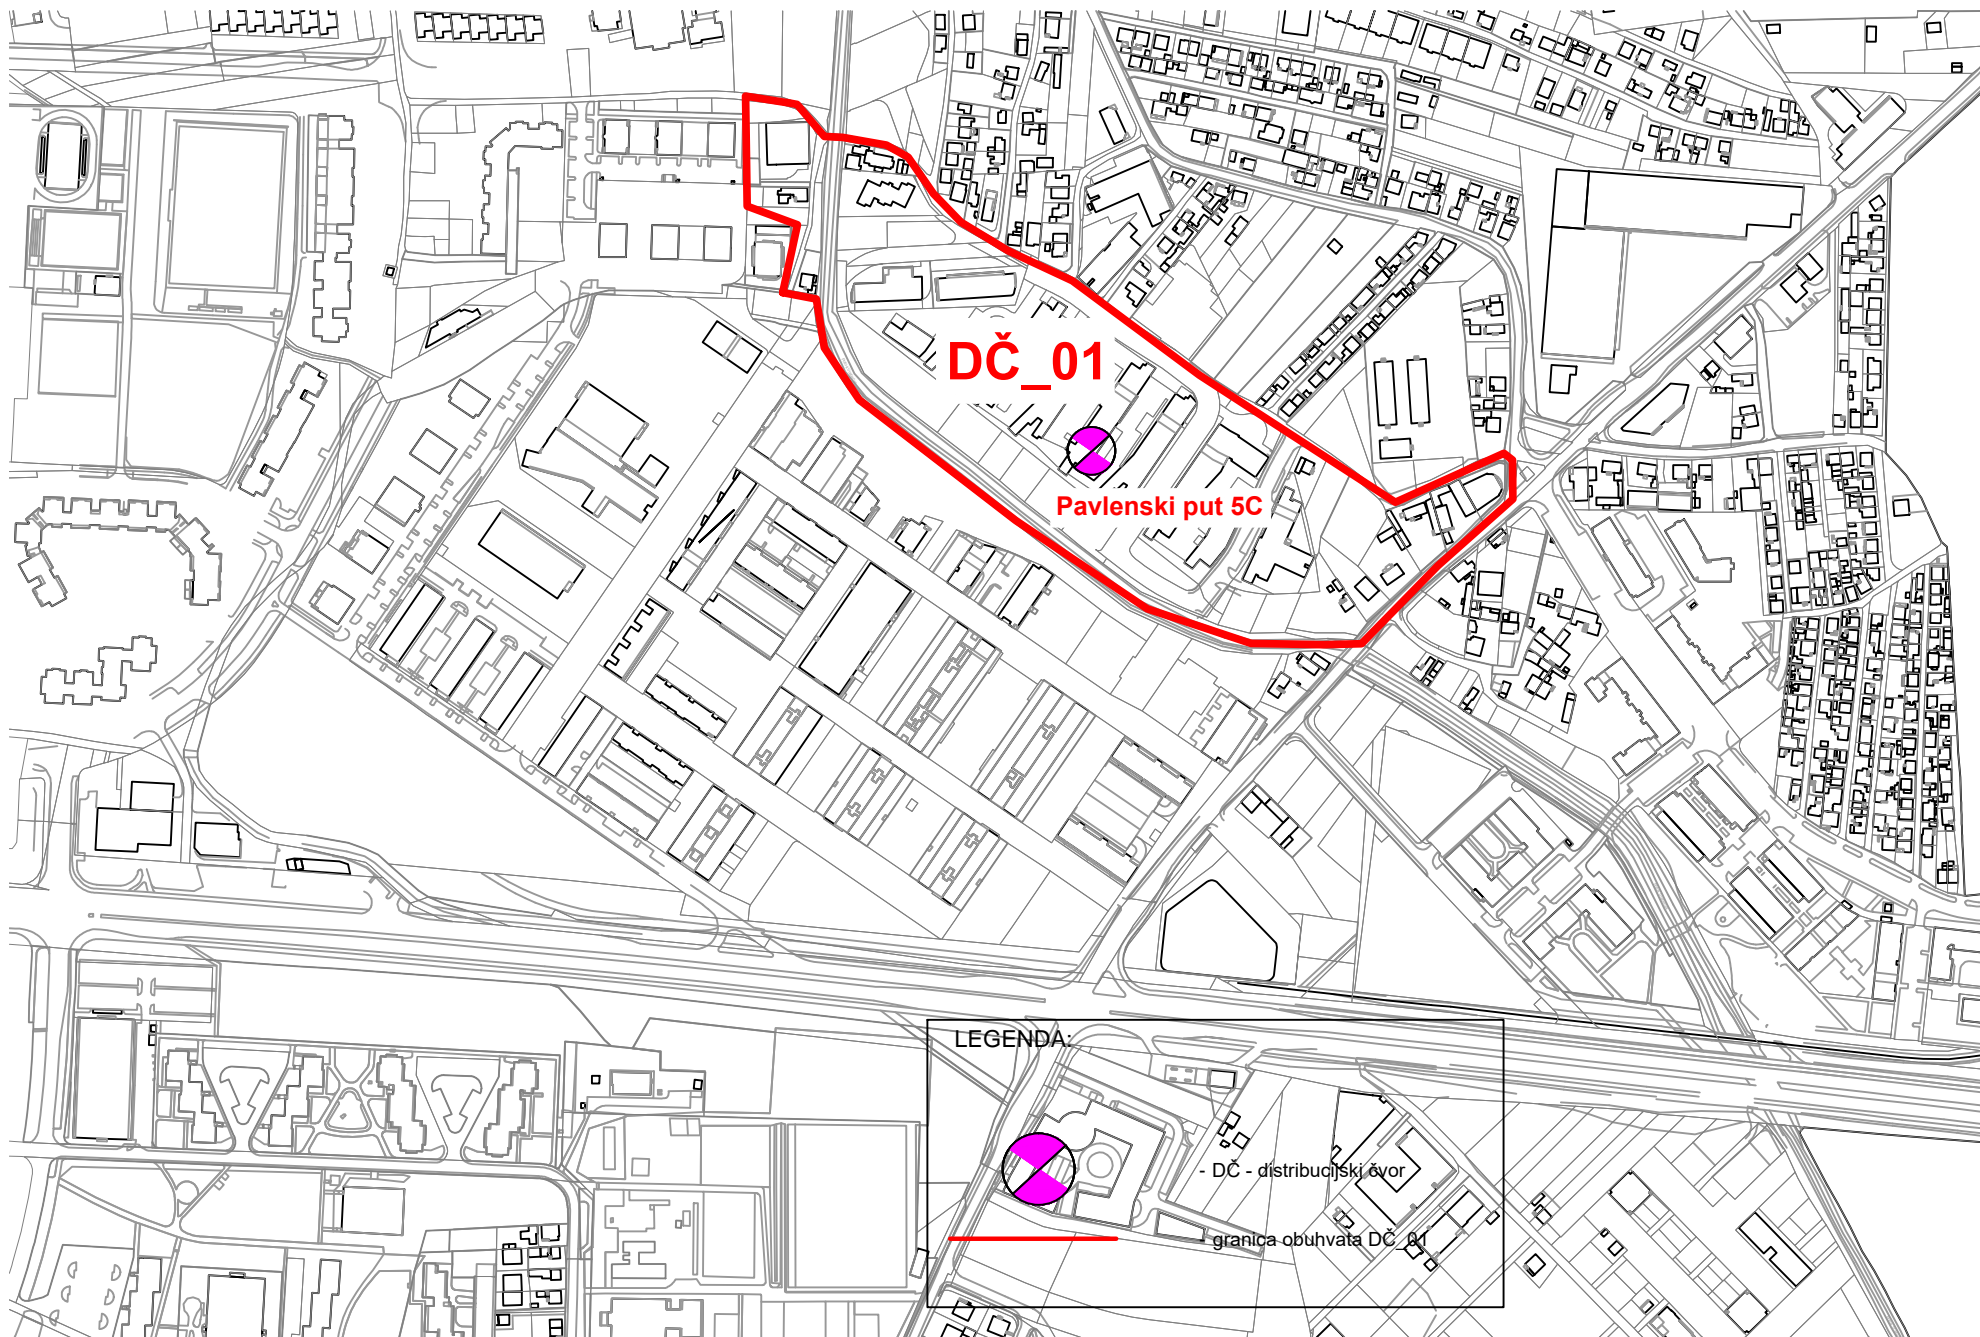 DČ_01
Pavlenski put 5C
LEGENDA:
- DČ - distribucijski čvor
granica obuhvata DČ_01